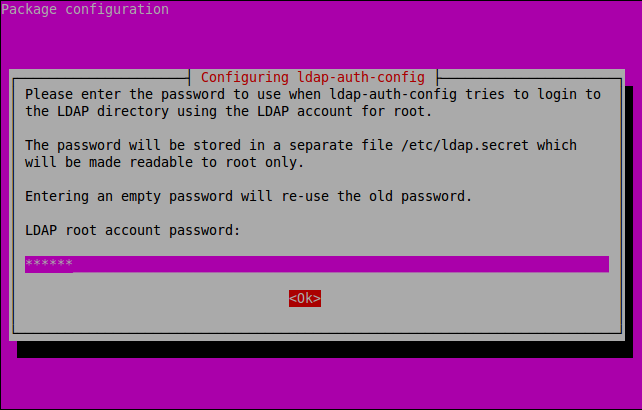 Package configuration
Configuring ldap-auth-config
Please enter the password to use when ldap-auth-config tries to login to
the LDAP directory using the LDAP account for root.
The password will be stored in a separate file /etc/ldap.secret which
will be made readable to root only.
Entering an empty password will re-use the old password.
LDAP root account password:
******
<Ok>